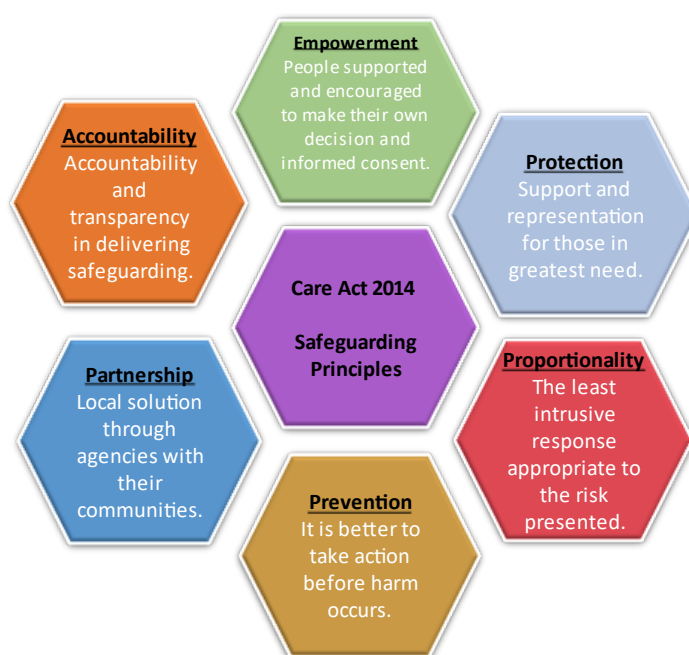 Empowerment
People supported
and encouraged
to make their own
decision and
informed consent.
Accountability
Accountability
and
transparency
in delivering
safeguarding.
Protection
Support and
representation
for those in
greatest need.
Care Act 2014
Safeguarding
Principles
Partnership
Local solution
through
agencies with
their
communities.
Proportionality
The least
intrusive
response
appropriate to
the risk
presented.
Prevention
It is better to
take action
before harm
occurs.